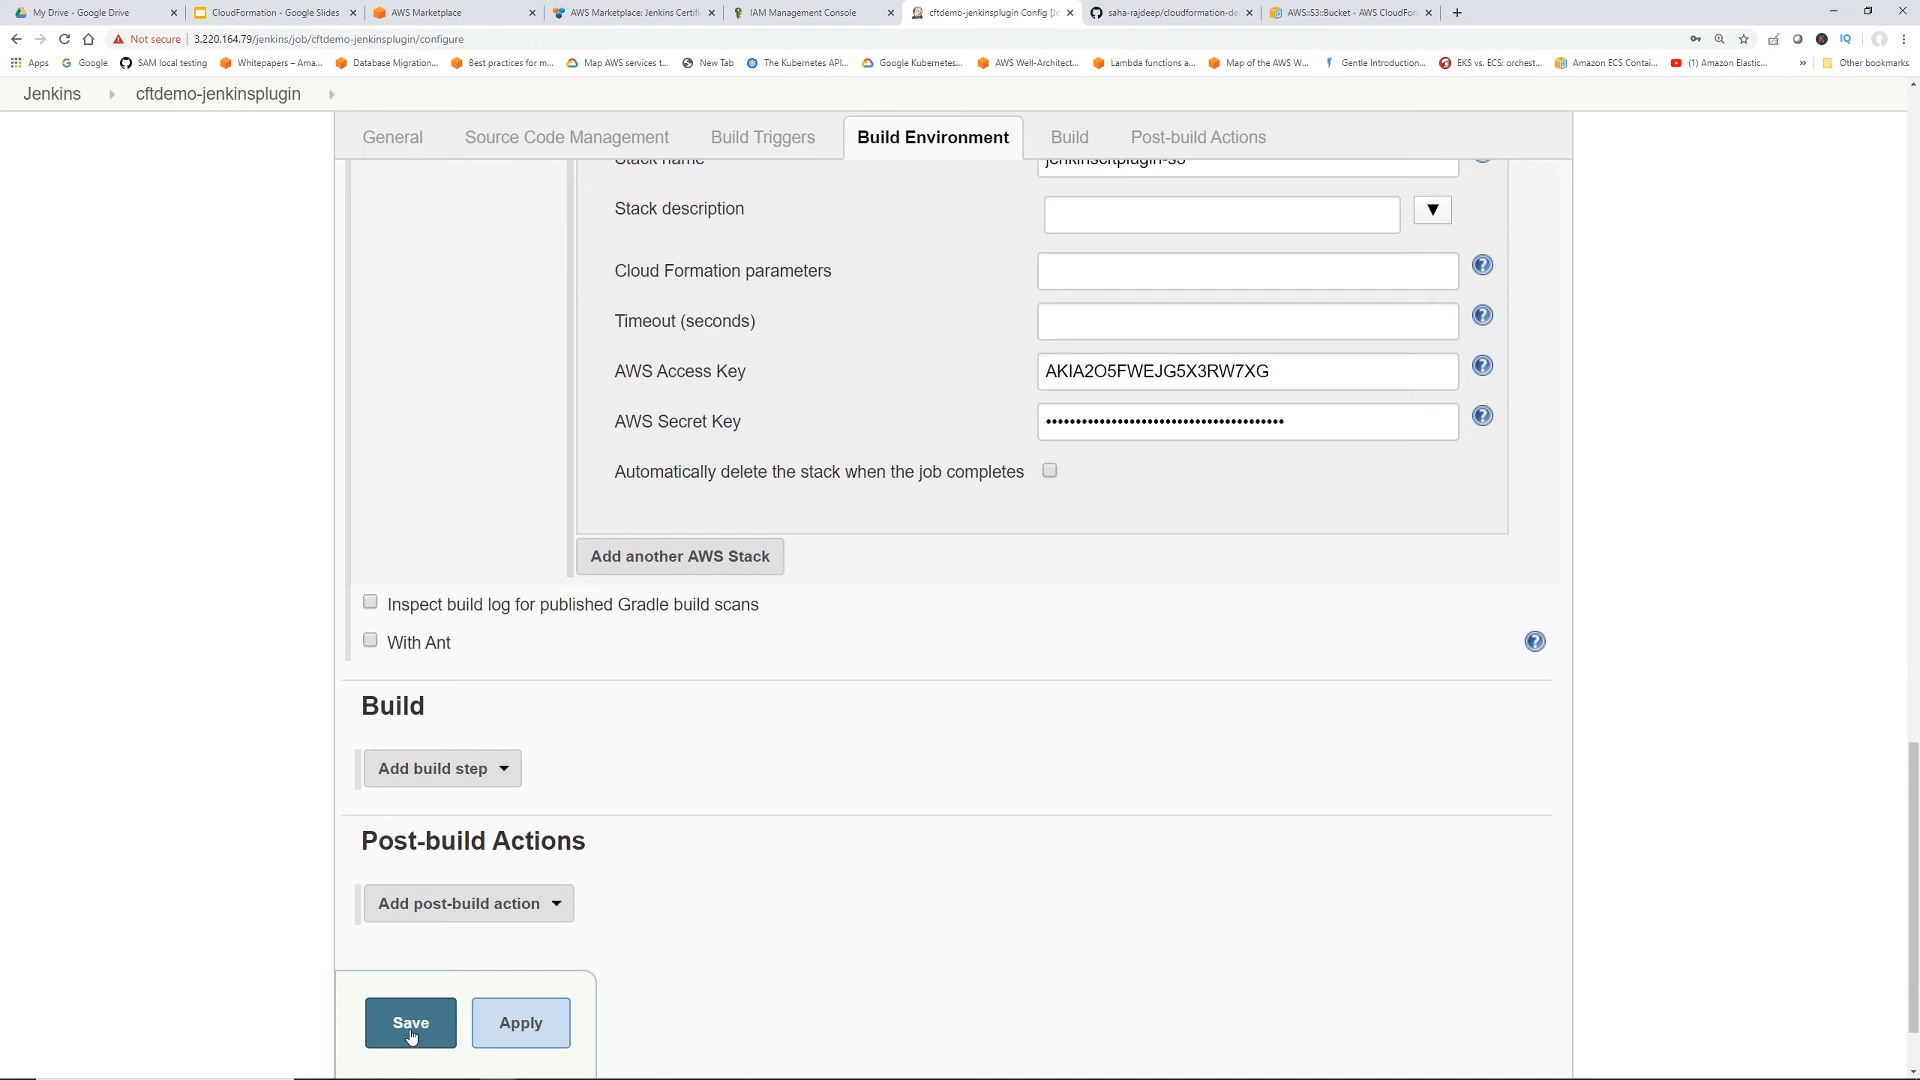 My Drive - Google Drive
CloudFormation - Google Slides
AWS Marketplace
AWS Marketplace: Jenkins Certifi
IAM Management Console
cftdemo-jenkinsplugin Config [Je
saha-rajdeep/cloudformation-de
AWS::S3::Bucket - AWS CloudFor
Not secure
3.220.164.79/jenkins/job/cftdemo-jenkinsplugin/configure
Apps
Google
SAM local testing
Whitepapers – Ama...
Database Migration...
Best practices for m...
Map AWS services t...
New Tab
The Kubernetes API...
Google Kubernetes...
AWS Well-Architect...
Lambda functions a...
Map of the AWS W...
Gentle Introduction...
EKS vs. ECS: orchest...
Amazon ECS Contai...
(1) Amazon Elastic...
»
Other bookmarks
Jenkins
cftdemo-jenkinsplugin
General
Source Code Management
Build Triggers
Build Environment
Build
Post-build Actions
Stack name
Stack description
Cloud Formation parameters
Timeout (seconds)
AWS Access Key
AKIA2O5FWEJG5X3RW7XG
AWS Secret Key
Automatically delete the stack when the job completes
Add another AWS Stack
Inspect build log for published Gradle build scans
With Ant
Build
Add build step
Post-build Actions
Add post-build action
Save
Apply